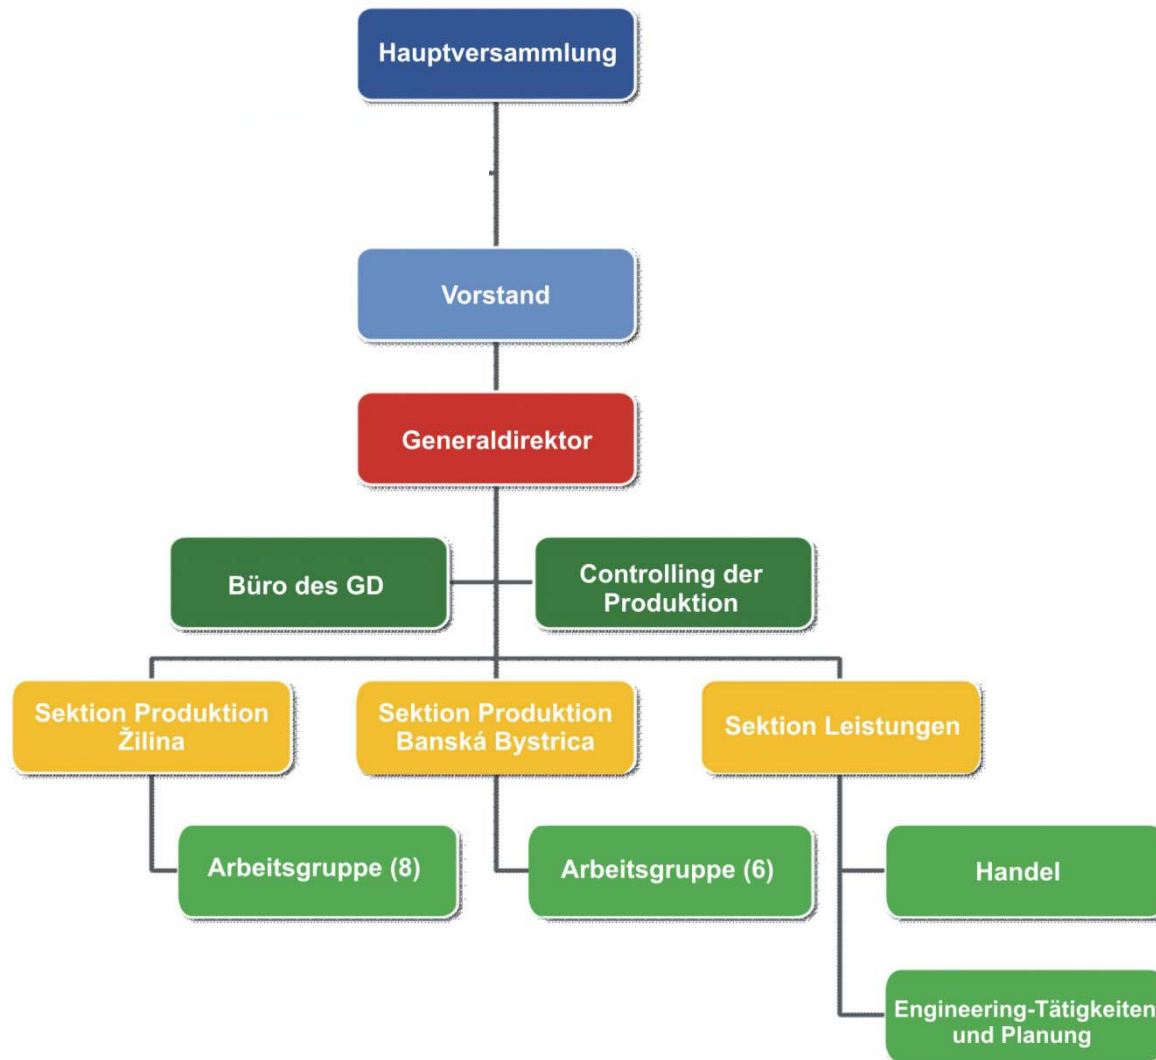 Hauptversammlung
Vorstand
Generaldirektor
Büro des GD
Controlling der
Produktion
Sektion Produktion
Žilina
Sektion Produktion
Banská Bystrica
Sektion Leistungen
Arbeitsgruppe (8)
Arbeitsgruppe (6)
Handel
Engineering-Tätigkeiten
und Planung